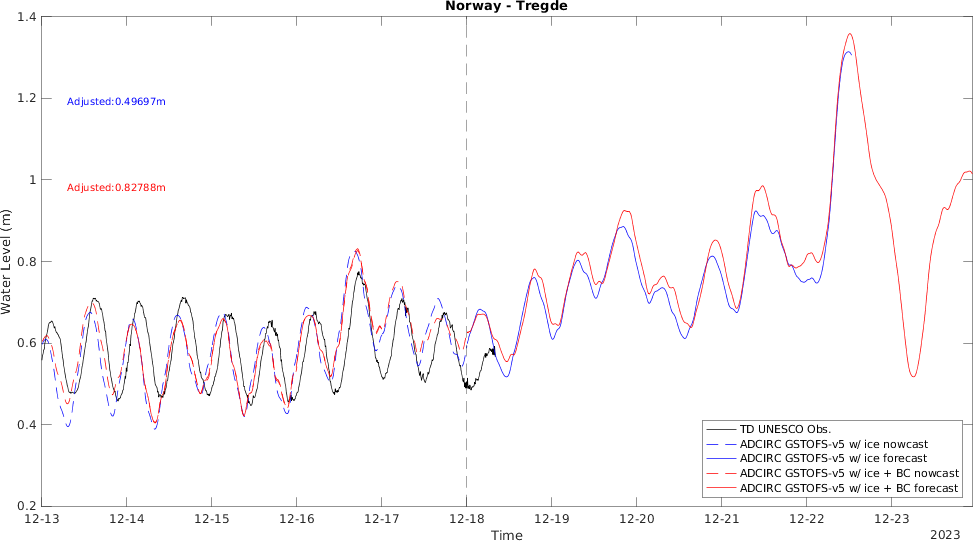 Norway - Tregde
1.4
1.2
1
0.8
0.6
0.4
0.2
Water Level (m)
Adjusted:0.49697m
Adjusted:0.82788m
TD UNESCO Obs.
ADCIRC GSTOFS-v5 w/ ice nowcast
ADCIRC GSTOFS-v5 w/ ice forecast
ADCIRC GSTOFS-v5 w/ ice + BC nowcast
ADCIRC GSTOFS-v5 w/ ice + BC forecast
12-13 12-14 12-15 12-16 12-17 12-18 12-19 12-20 12-21 12-22 12-23
Time
2023